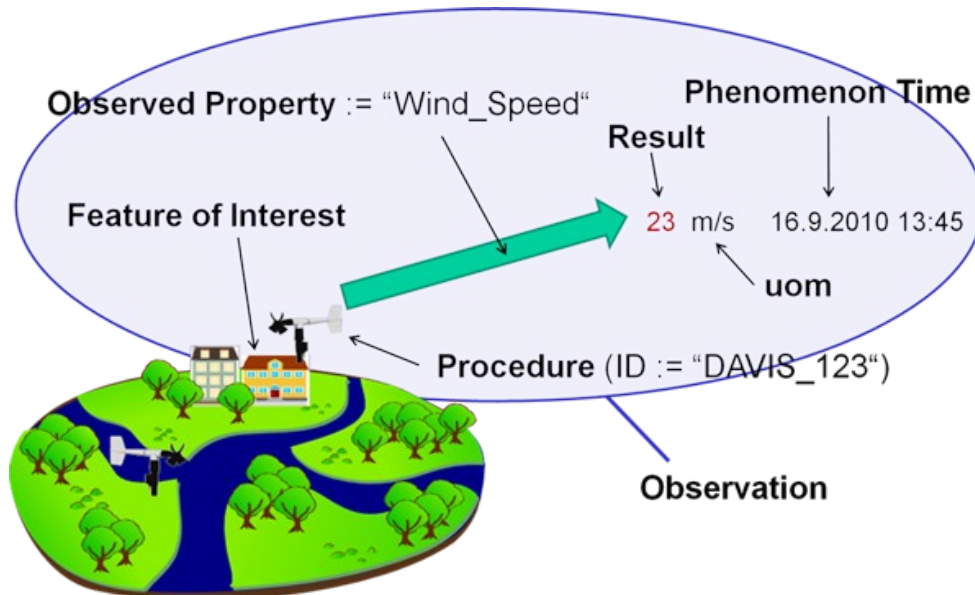 Phenomenon Time
Observed Property := “Wind_Speed“
Result
Feature of Interest
23 m/s 16.9.2010 13:45
uom
Procedure (ID := “DAVIS_123“)
Observation